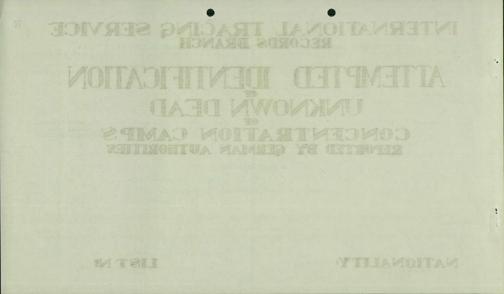 INTERNATIONAL TRACING SERVICE
RECORDS BRANCH
ATTEMPTED IDENTIFICATION
OF
UNKNOWN DEAD
OF
CONCENTRATION CAMPS
REPORTED BY GERMAN AUTHORITIES
NATIONALITY LIST Nº